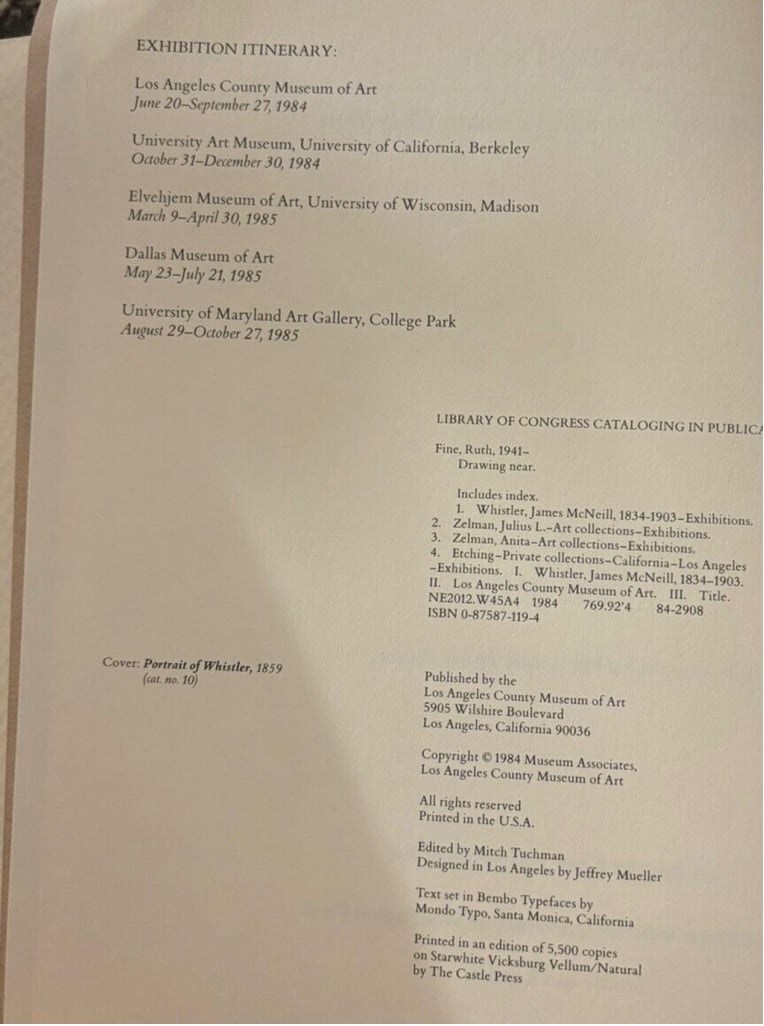 EXHIBITION ITINERARY:
Los Angeles County Museum of Art
June 20–September 27, 1984
University Art Museum, University of California, Berkeley
October 31–December 30, 1984
Elvehjem Museum of Art, University of Wisconsin, Madison
March 9–April 30, 1985
Dallas Museum of Art
May 23–July 21, 1985
University of Maryland Art Gallery, College Park
August 29–October 27, 1985
LIBRARY OF CONGRESS CATALOGING IN PUBLICA
Fine, Ruth, 1941–
Drawing near.
Includes index.
1. Whistler, James McNeill, 1834-1903–Exhibitions.
2. Zelman, Julius L.–Art collections–Exhibitions.
3. Zelman, Anita–Art collections–Exhibitions.
4. Etching–Private collections–California–Los Angeles
–Exhibitions. I. Whistler, James McNeill, 1834–1903.
II. Los Angeles County Museum of Art. III. Title.
NE2012.W45A4 1984 769.92'4 84-2908
ISBN 0-87587-119-4
Cover: Portrait of Whistler, 1859
(cat. no. 10)
Published by the
Los Angeles County Museum of Art
5905 Wilshire Boulevard
Los Angeles, California 90036
Copyright © 1984 Museum Associates,
Los Angeles County Museum of Art
All rights reserved
Printed in the U.S.A.
Edited by Mitch Tuchman
Designed in Los Angeles by Jeffrey Mueller
Text set in Bembo Typefaces by
Mondo Typo, Santa Monica, California
Printed in an edition of 5,500 copies
on Starwhite Vicksburg Vellum/Natural
by The Castle Press